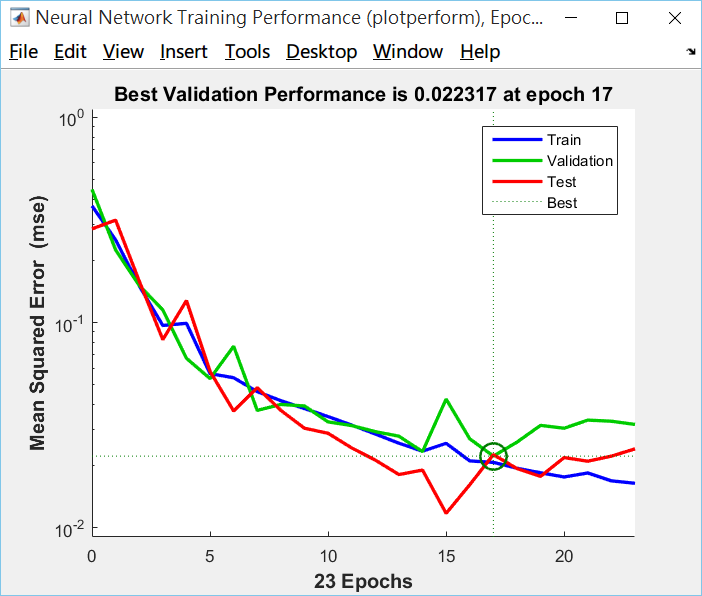 Neural Network Training Performance (plotperform), Epoc...
File Edit View Insert Tools Desktop Window Help
Best Validation Performance is 0.022317 at epoch 17
10^0
10^-1
10^-2
Mean Squared Error (mse)
Train
Validation
Test
Best
0 5 10 15 20
23 Epochs